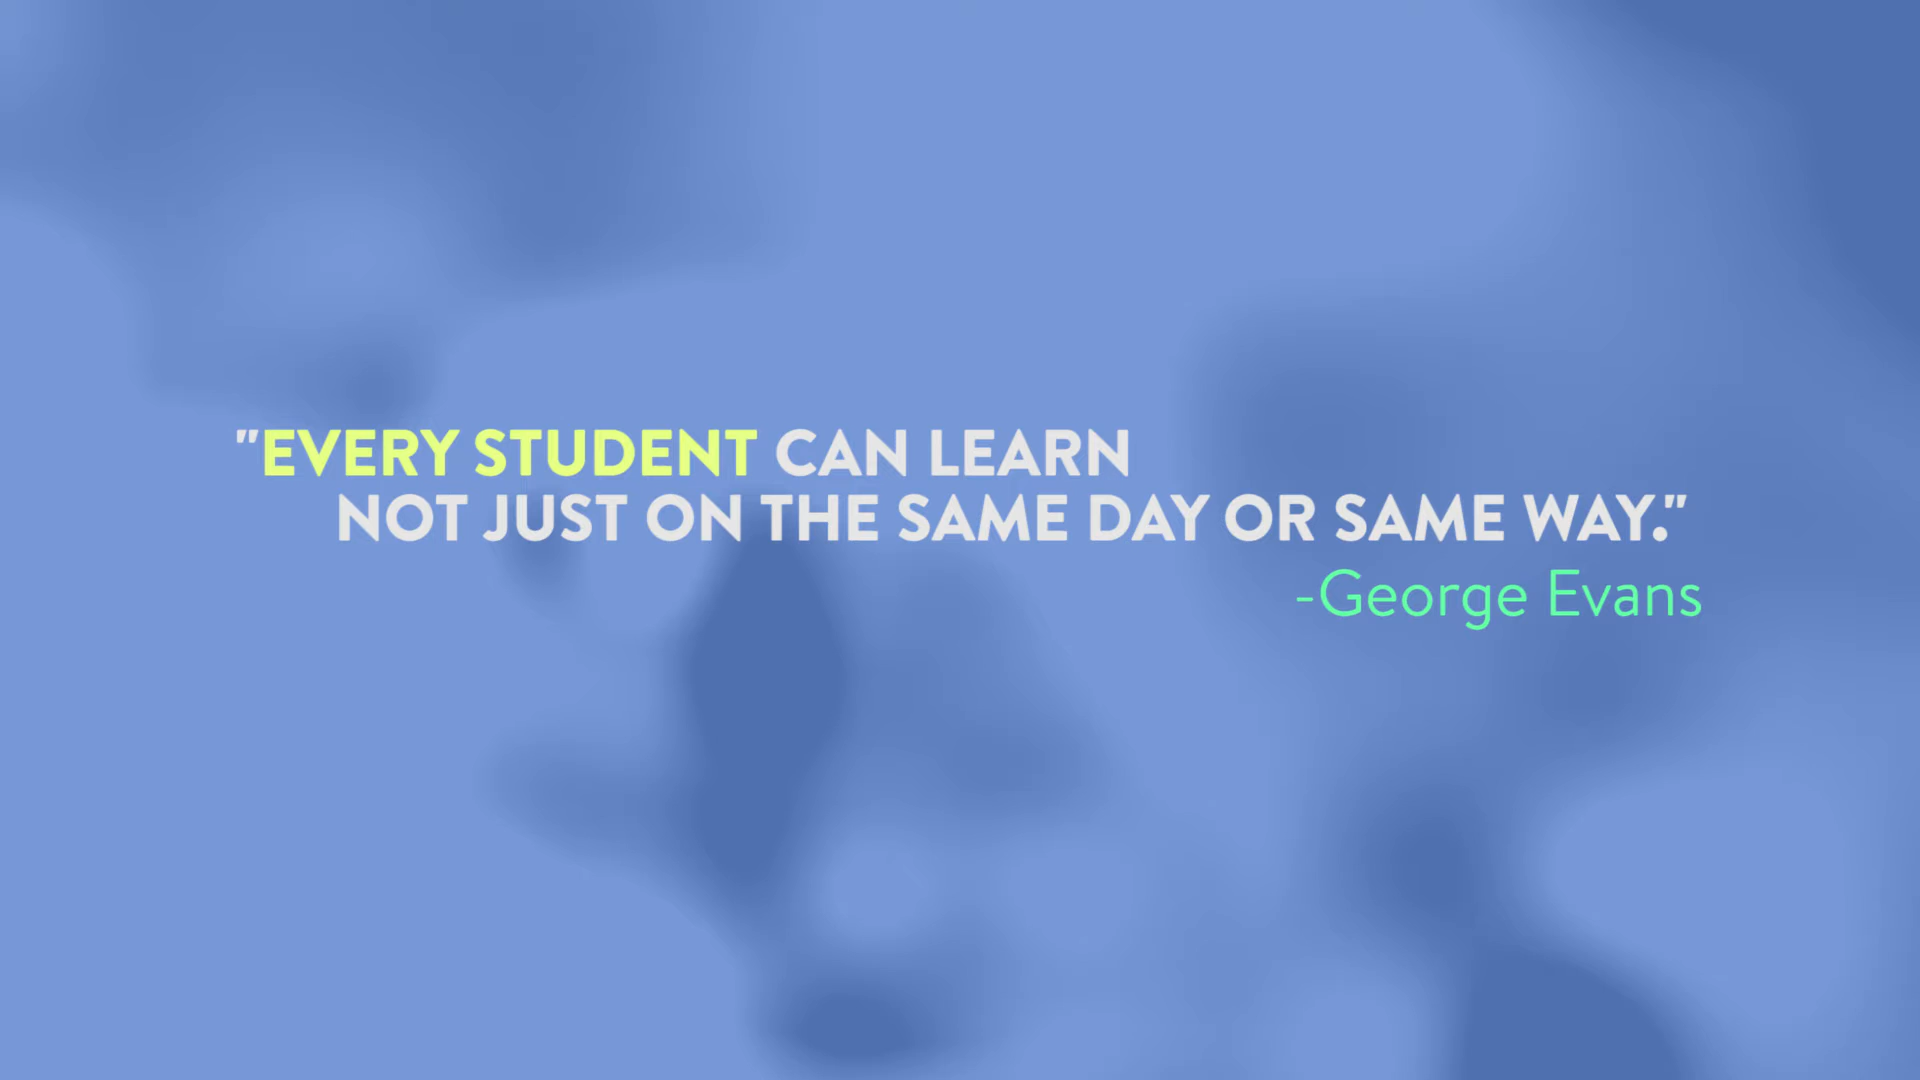 "EVERY STUDENT CAN LEARN
NOT JUST ON THE SAME DAY OR SAME WAY."
-George Evans